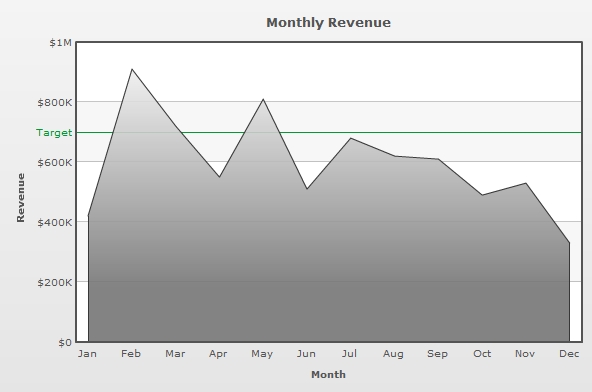 Monthly Revenue
$1M
$800K
Target
$600K
$400K
$200K
$0
Revenue
Jan Feb Mar Apr May Jun Jul Aug Sep Oct Nov Dec
Month